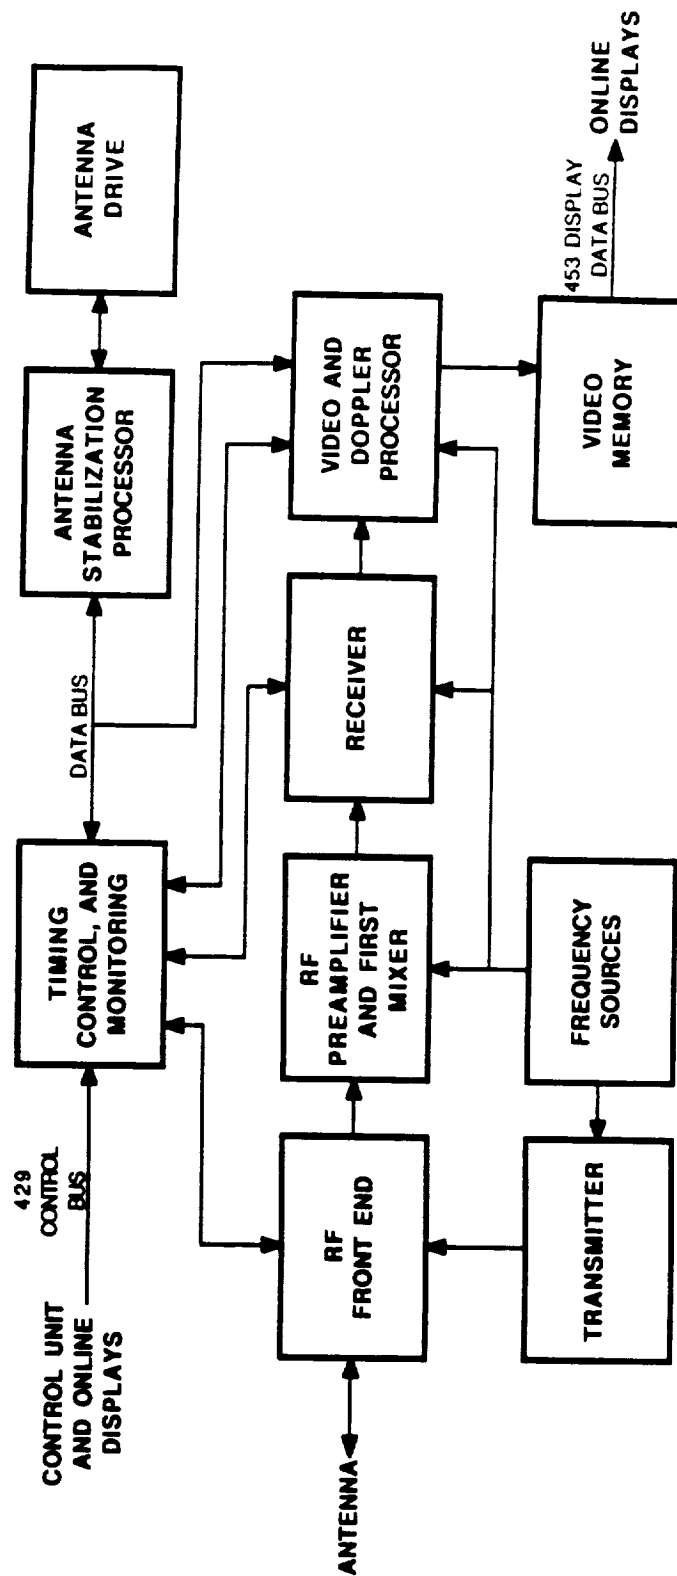 429
CONTROL
BUS
CONTROL UNIT
AND ONLINE
DISPLAYS
TIMING
CONTROL, AND
MONITORING
DATA BUS
ANTENNA
STABILIZATION
PROCESSOR
ANTENNA
DRIVE
ANTENNA
RF
FRONT END
RF
PREAMPLIFIER
AND FIRST
MIXER
RECEIVER
VIDEO AND
DOPPLER
PROCESSOR
TRANSMITTER
FREQUENCY
SOURCES
VIDEO
MEMORY
453 DISPLAY
DATA BUS
ONLINE
DISPLAYS